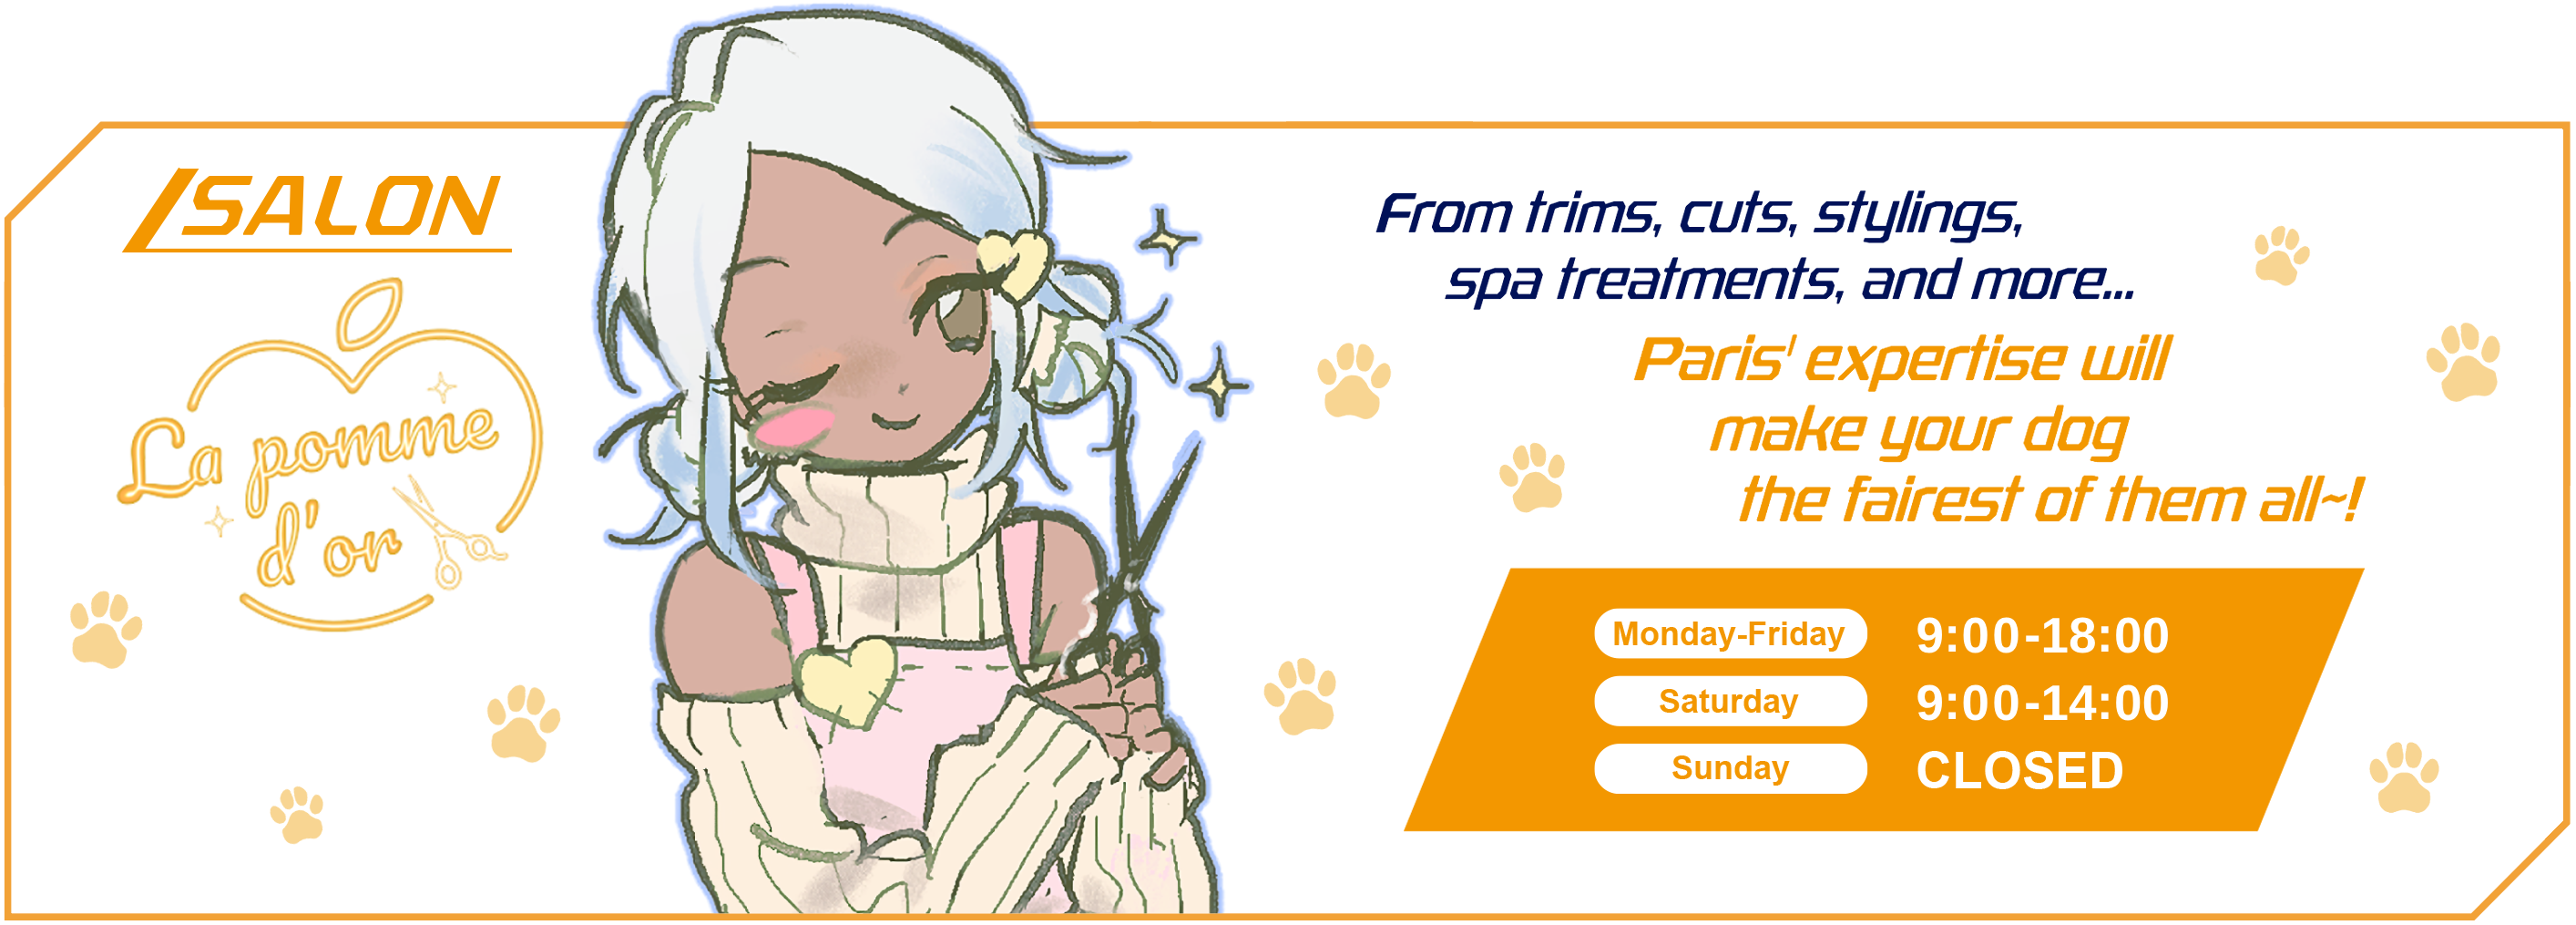 SALON
La pomme
d'or
From trims, cuts, stylings,
spa treatments, and more...
Paris' expertise will
make your dog
the fairest of them all~!
Monday-Friday 9:00-18:00
Saturday 9:00-14:00
Sunday CLOSED